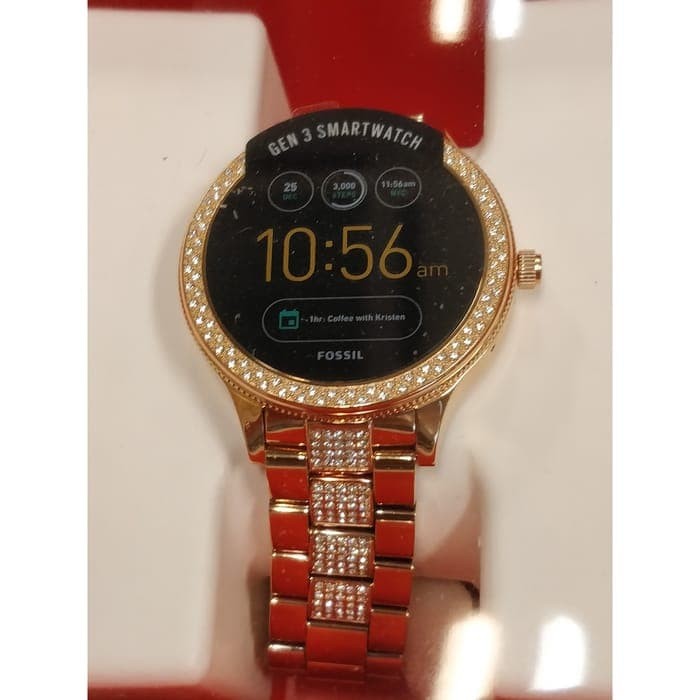 GEN 3 SMARTWATCH
25
DEC
3,000
STEPS
11:56am
NYC
10:56am
1hr: Coffee with Kristen
FOSSIL